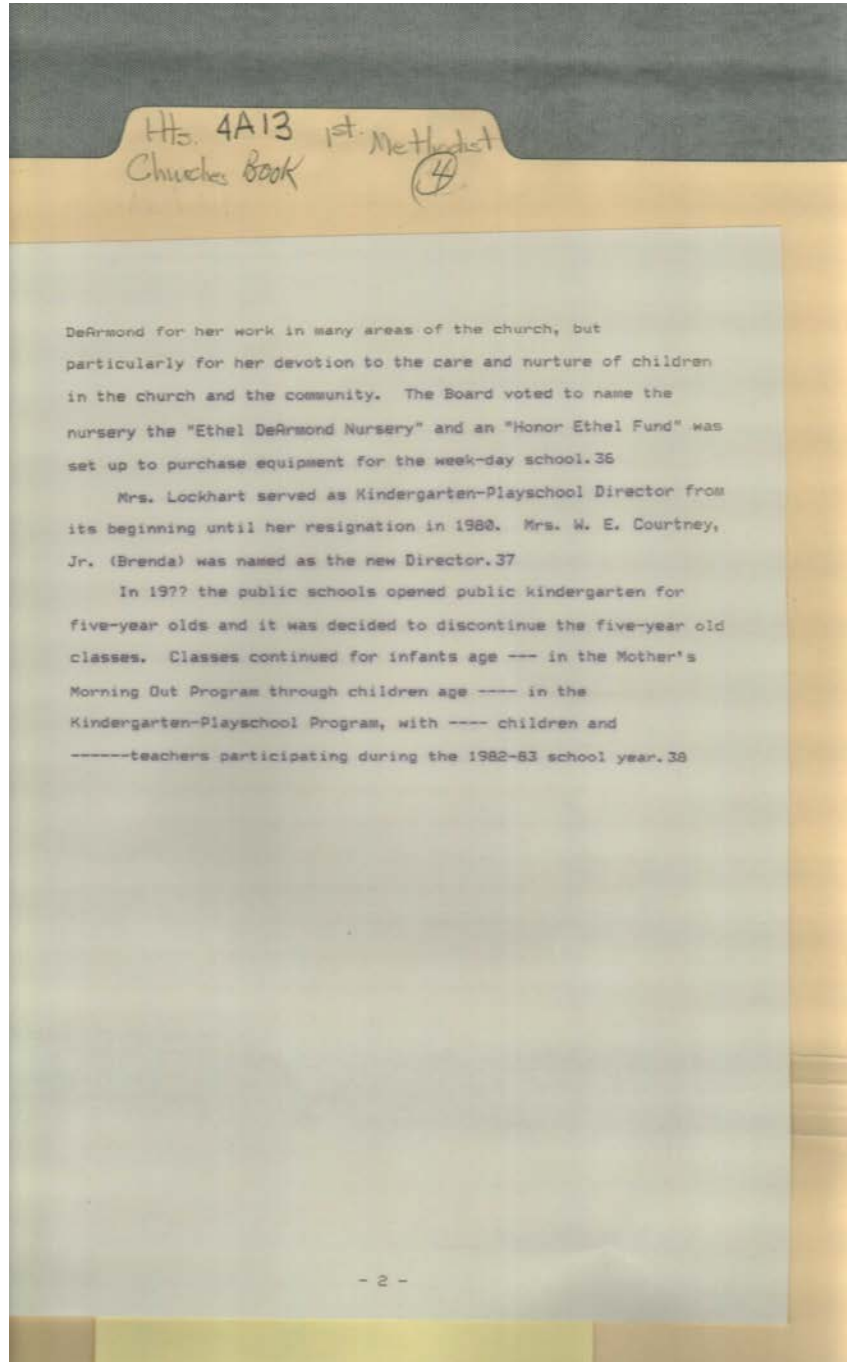 Hts. 4A13 1st. Methodist
Churches Book 4
DeArmond for her work in many areas of the church, but
particularly for her devotion to the care and nurture of children
in the church and the community. The Board voted to name the
nursery the "Ethel DeArmond Nursery" and an "Honor Ethel Fund" was
set up to purchase equipment for the week-day school.36
Mrs. Lockhart served as Kindergarten-Playschool Director from
its beginning until her resignation in 1980. Mrs. W. E. Courtney,
Jr. (Brenda) was named as the new Director.37
In 19?? the public schools opened public kindergarten for
five-year olds and it was decided to discontinue the five-year old
classes. Classes continued for infants age --- in the Mother's
Morning Out Program through children age ---- in the
Kindergarten-Playschool Program, with ---- children and
------teachers participating during the 1982-83 school year.38
- 2 -